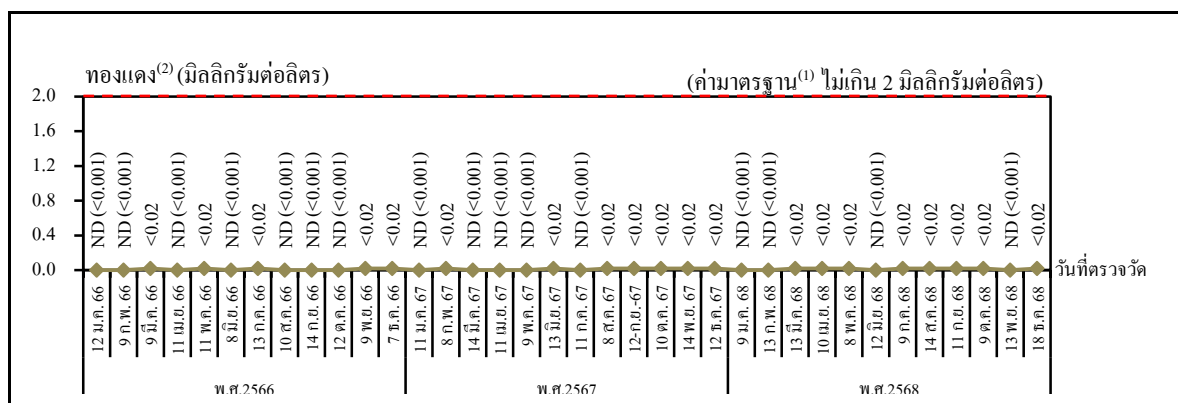 ทองแดง(2) (มิลลิกรัมต่อลิตร)
(ค่ามาตรฐาน(1) ไม่เกิน 2 มิลลิกรัมต่อลิตร)
2.0
1.6
1.2
0.8
0.4
0.0
ND (<0.001)
ND (<0.001)
<0.02
ND (<0.001)
<0.02
ND (<0.001)
<0.02
ND (<0.001)
ND (<0.001)
ND (<0.001)
<0.02
<0.02
ND (<0.001)
<0.02
ND (<0.001)
ND (<0.001)
ND (<0.001)
<0.02
ND (<0.001)
<0.02
<0.02
<0.02
<0.02
<0.02
ND (<0.001)
ND (<0.001)
<0.02
<0.02
<0.02
ND (<0.001)
<0.02
<0.02
<0.02
<0.02
ND (<0.001)
<0.02
วันที่ตรวจวัด
12 ม.ค. 66
9 ก.พ. 66
9 มี.ค. 66
11 เม.ย. 66
11 พ.ค. 66
8 มิ.ย. 66
13 ก.ค. 66
10 ส.ค. 66
14 ก.ย. 66
12 ต.ค. 66
9 พ.ย. 66
7 ธ.ค. 66
11 ม.ค. 67
8 ก.พ. 67
14 มี.ค. 67
11 เม.ย. 67
9 พ.ค. 67
13 มิ.ย. 67
11 ก.ค. 67
8 ส.ค. 67
12-ก.ย.-67
10 ต.ค. 67
14 พ.ย. 67
12 ธ.ค. 67
9 ม.ค. 68
13 ก.พ. 68
13 มี.ค. 68
10 เม.ย. 68
8 พ.ค. 68
12 มิ.ย. 68
9 ก.ค. 68
14 ส.ค. 68
11 ก.ย. 68
9 ต.ค. 68
13 พ.ย. 68
18 ธ.ค. 68
พ.ศ.2566
พ.ศ.2567
พ.ศ.2568